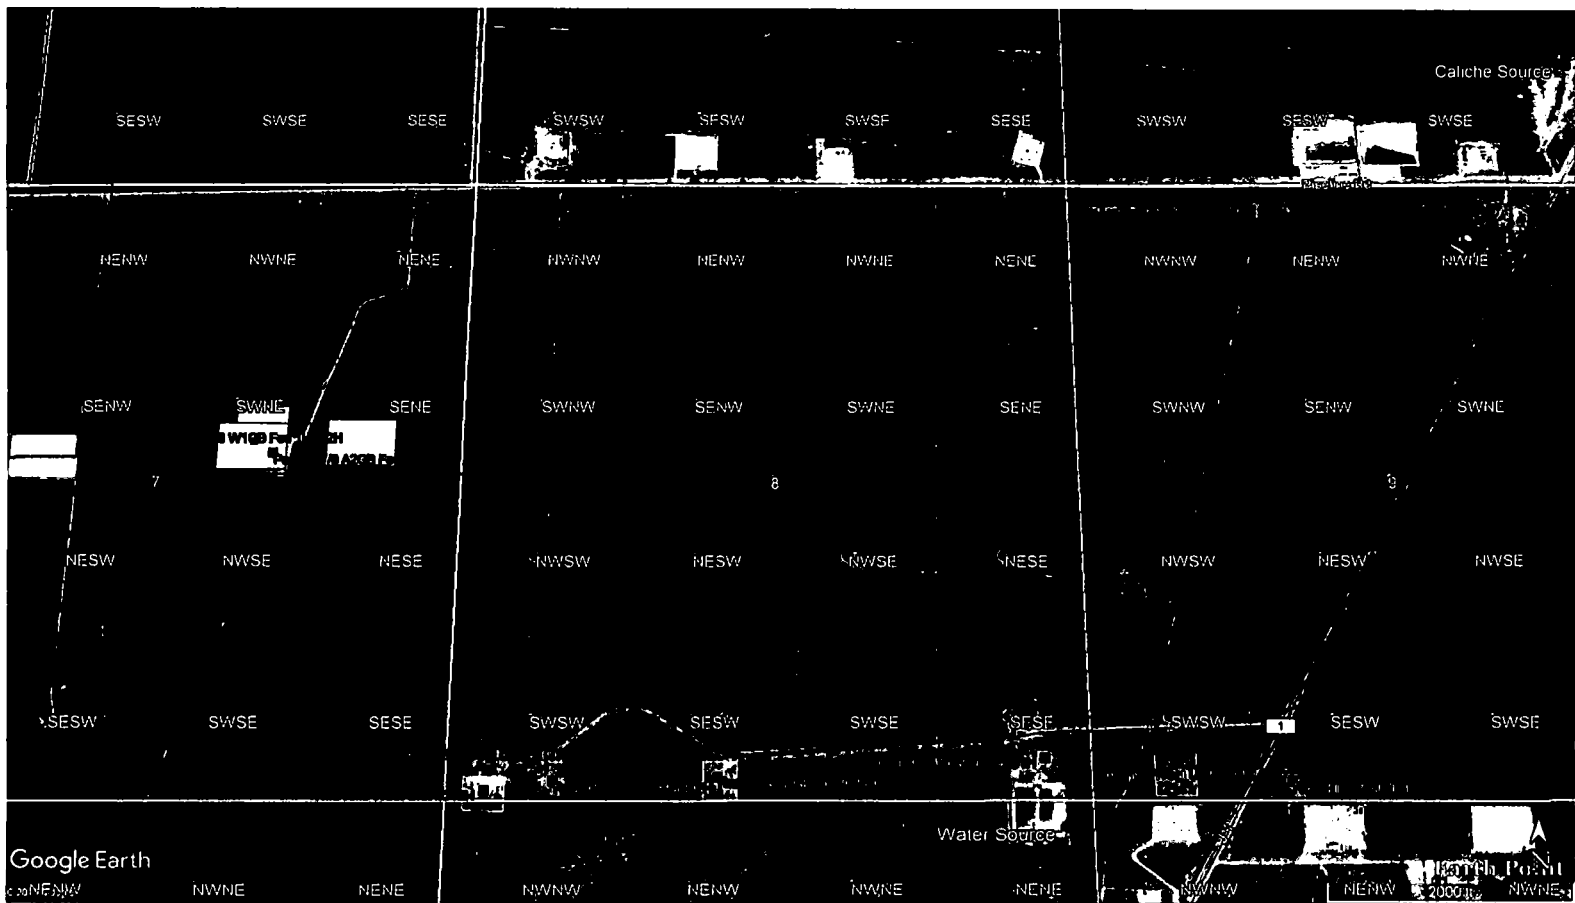 Caliche Source
SESW SWSE SESE SWSW SESW SWSE SESE SWSW SESW SWSE
NENW NWNE NENE NWNW NENW NWNE NENE NWNW NENW NWNE
SENW SWNE SENE SWNW SENW SWNE SENE SWNW SENW SWNE
7 8 9
NESW NWSE NESE NWSW NESW NWSE NESE NWSW NESW NWSE
SESW SWSE SESE SWSW SESW SWSE SESE SWSW SESW SWSE
1
Water Source
Google Earth
NENW NWNE NENE NWNW NENW NWNE NENE NWNW NENW NWNE